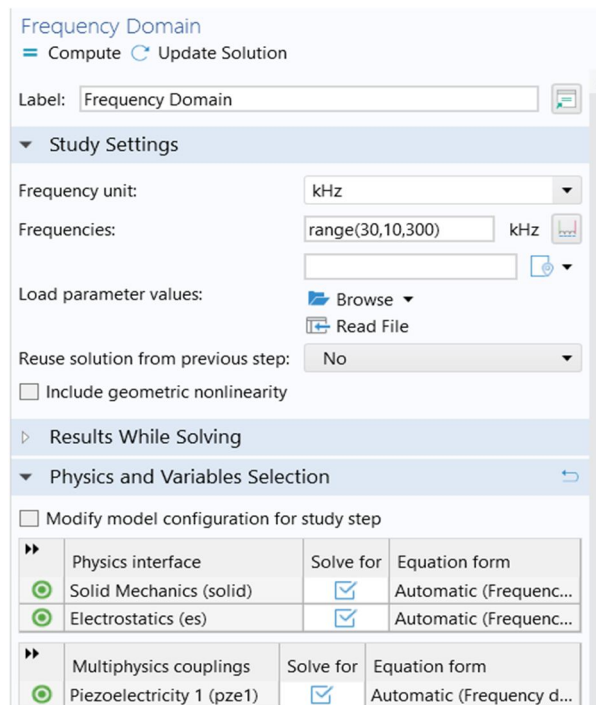 Frequency Domain
Compute Update Solution
Label: Frequency Domain
Study Settings
Frequency unit: kHz
Frequencies: range(30,10,300) kHz
Load parameter values: Browse
Read File
Reuse solution from previous step: No
Include geometric nonlinearity
Results While Solving
Physics and Variables Selection
Modify model configuration for study step
Physics interface Solve for Equation form
Solid Mechanics (solid) Automatic (Frequenc...
Electrostatics (es) Automatic (Frequenc...
Multiphysics couplings Solve for Equation form
Piezoelectricity 1 (pze1) Automatic (Frequency d...